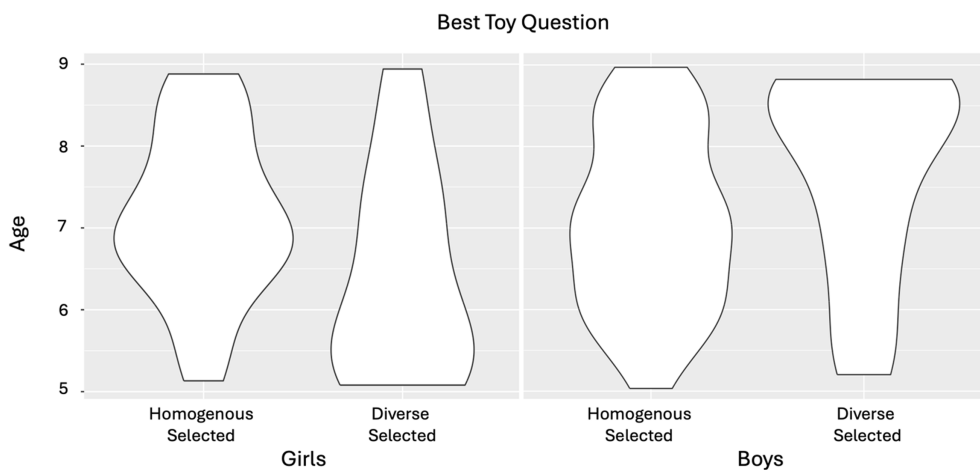 Best Toy Question
Age
9
8
7
6
5
Homogenous
Selected
Diverse
Selected
Homogenous
Selected
Diverse
Selected
Girls
Boys